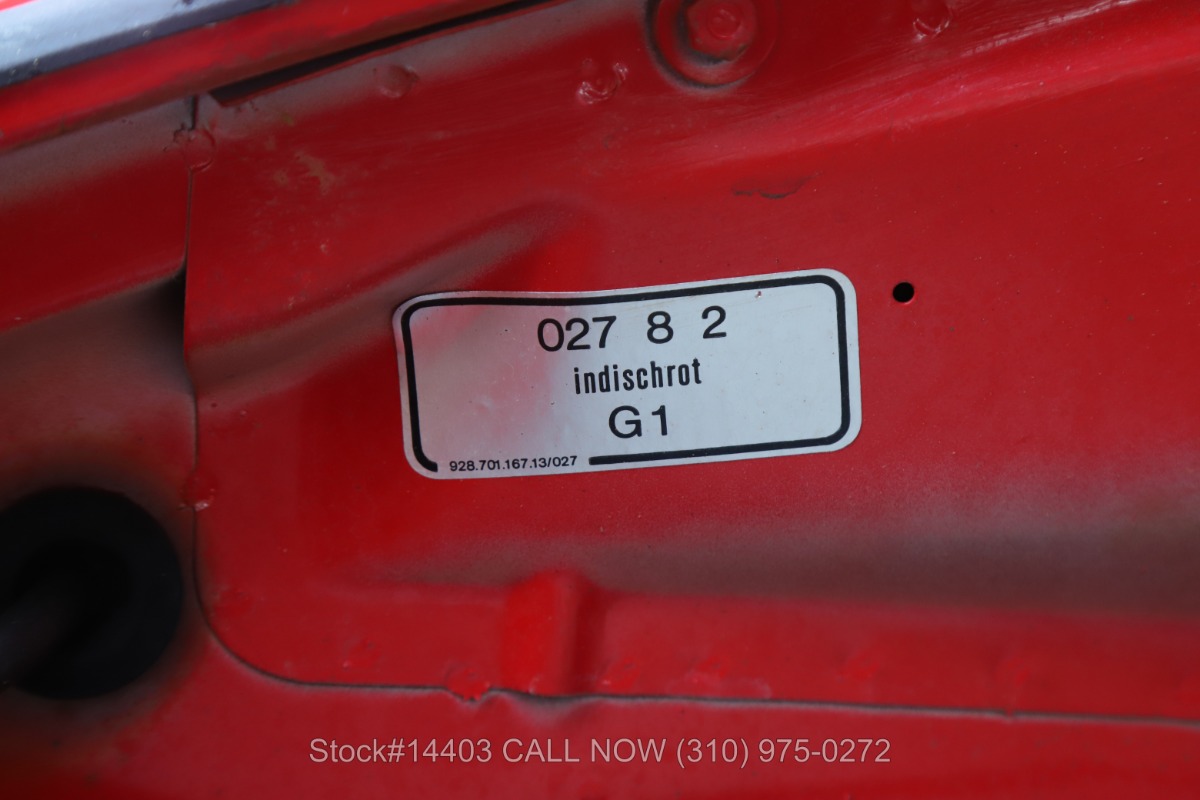 027 8 2
indischrot
G1
928.701.167.13/027
Stock#14403 CALL NOW (310) 975-0272